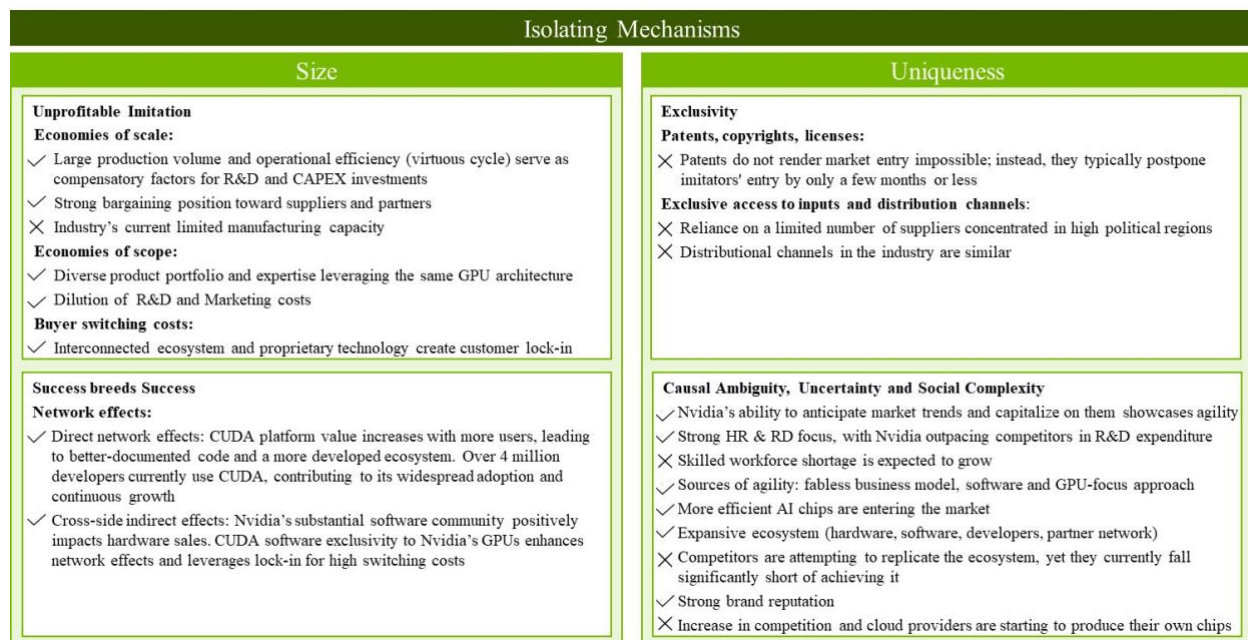 Isolating Mechanisms
Size
Unprofitable Imitation
Economies of scale:
Large production volume and operational efficiency (virtuous cycle) serve as
compensatory factors for R&D and CAPEX investments
Strong bargaining position toward suppliers and partners
Industry's current limited manufacturing capacity
Economies of scope:
Diverse product portfolio and expertise leveraging the same GPU architecture
Dilution of R&D and Marketing costs
Buyer switching costs:
Interconnected ecosystem and proprietary technology create customer lock-in
Success breeds Success
Network effects:
Direct network effects: CUDA platform value increases with more users, leading
to better-documented code and a more developed ecosystem. Over 4 million
developers currently use CUDA, contributing to its widespread adoption and
continuous growth
Cross-side indirect effects: Nvidia's substantial software community positively
impacts hardware sales. CUDA software exclusivity to Nvidia's GPUs enhances
network effects and leverages lock-in for high switching costs
Uniqueness
Exclusivity
Patents, copyrights, licenses:
Patents do not render market entry impossible; instead, they typically postpone
imitators' entry by only a few months or less
Exclusive access to inputs and distribution channels:
Reliance on a limited number of suppliers concentrated in high political regions
Distributional channels in the industry are similar
Causal Ambiguity, Uncertainty and Social Complexity
Nvidia's ability to anticipate market trends and capitalize on them showcases agility
Strong HR & RD focus, with Nvidia outpacing competitors in R&D expenditure
Skilled workforce shortage is expected to grow
Sources of agility: fabless business model, software and GPU-focus approach
More efficient AI chips are entering the market
Expansive ecosystem (hardware, software, developers, partner network)
Competitors are attempting to replicate the ecosystem, yet they currently fall
significantly short of achieving it
Strong brand reputation
Increase in competition and cloud providers are starting to produce their own chips